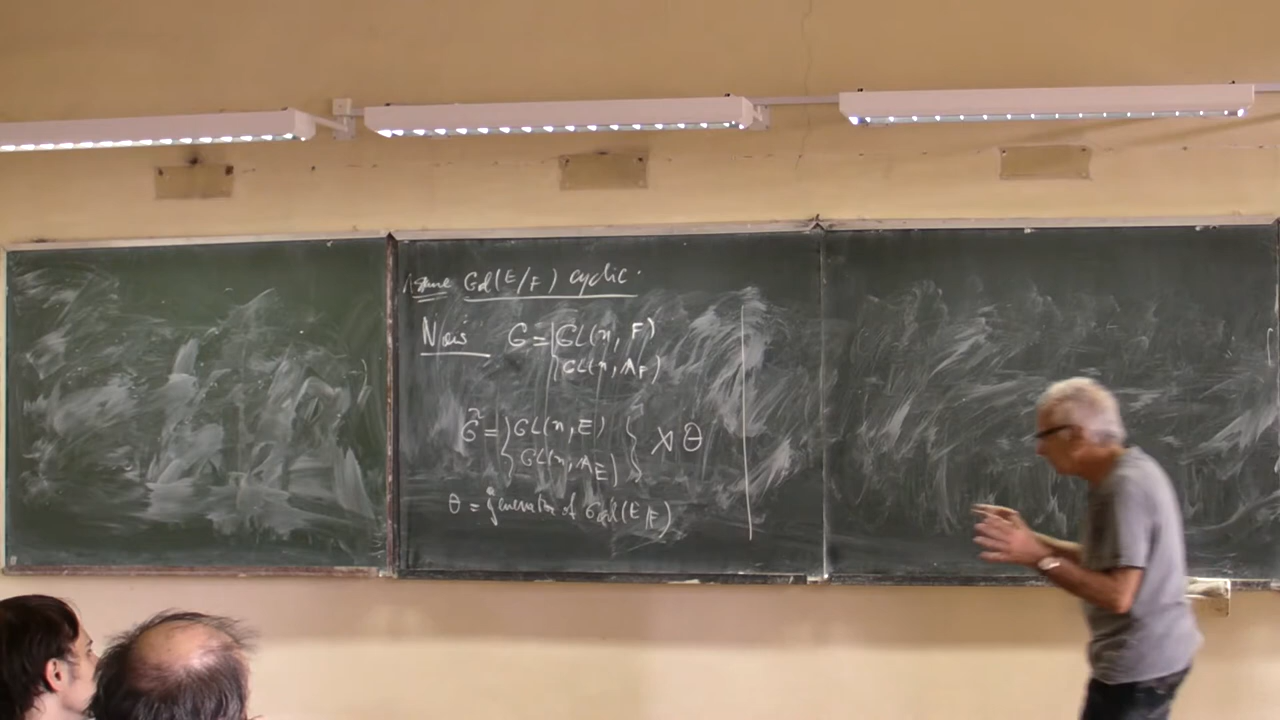 Assume Gal(E/F) cyclic.
Now G = { GL(n, F)
GL(n, A_F)
G̃ = { GL(n, E) } ⋊ θ
GL(n, A_E)
θ = generator of Gal(E/F)